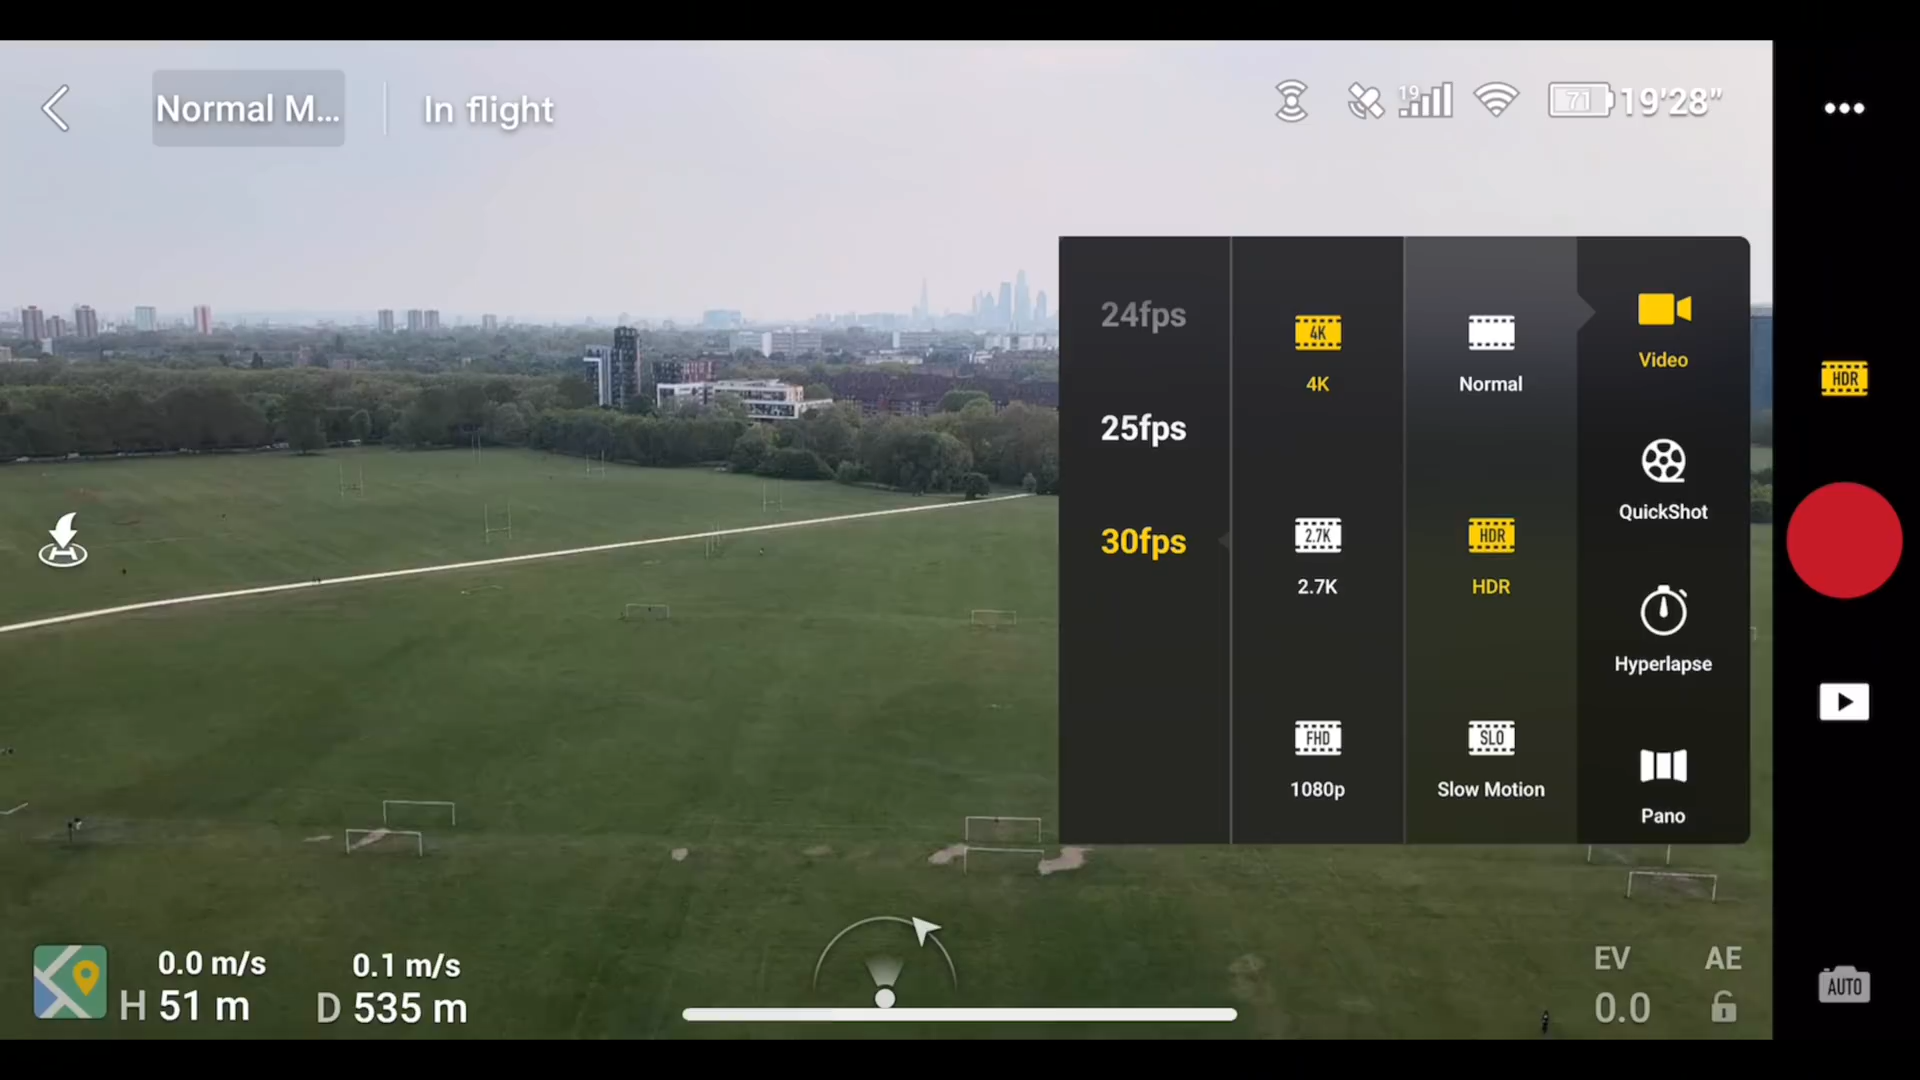 Normal M...
In flight
19
71
19'28"
24fps
25fps
30fps
4K
4K
2.7K
2.7K
FHD
1080p
Normal
HDR
HDR
SLO
Slow Motion
Video
QuickShot
Hyperlapse
Pano
HDR
0.0 m/s
0.1 m/s
H 51 m
D 535 m
EV
AE
0.0
AUTO